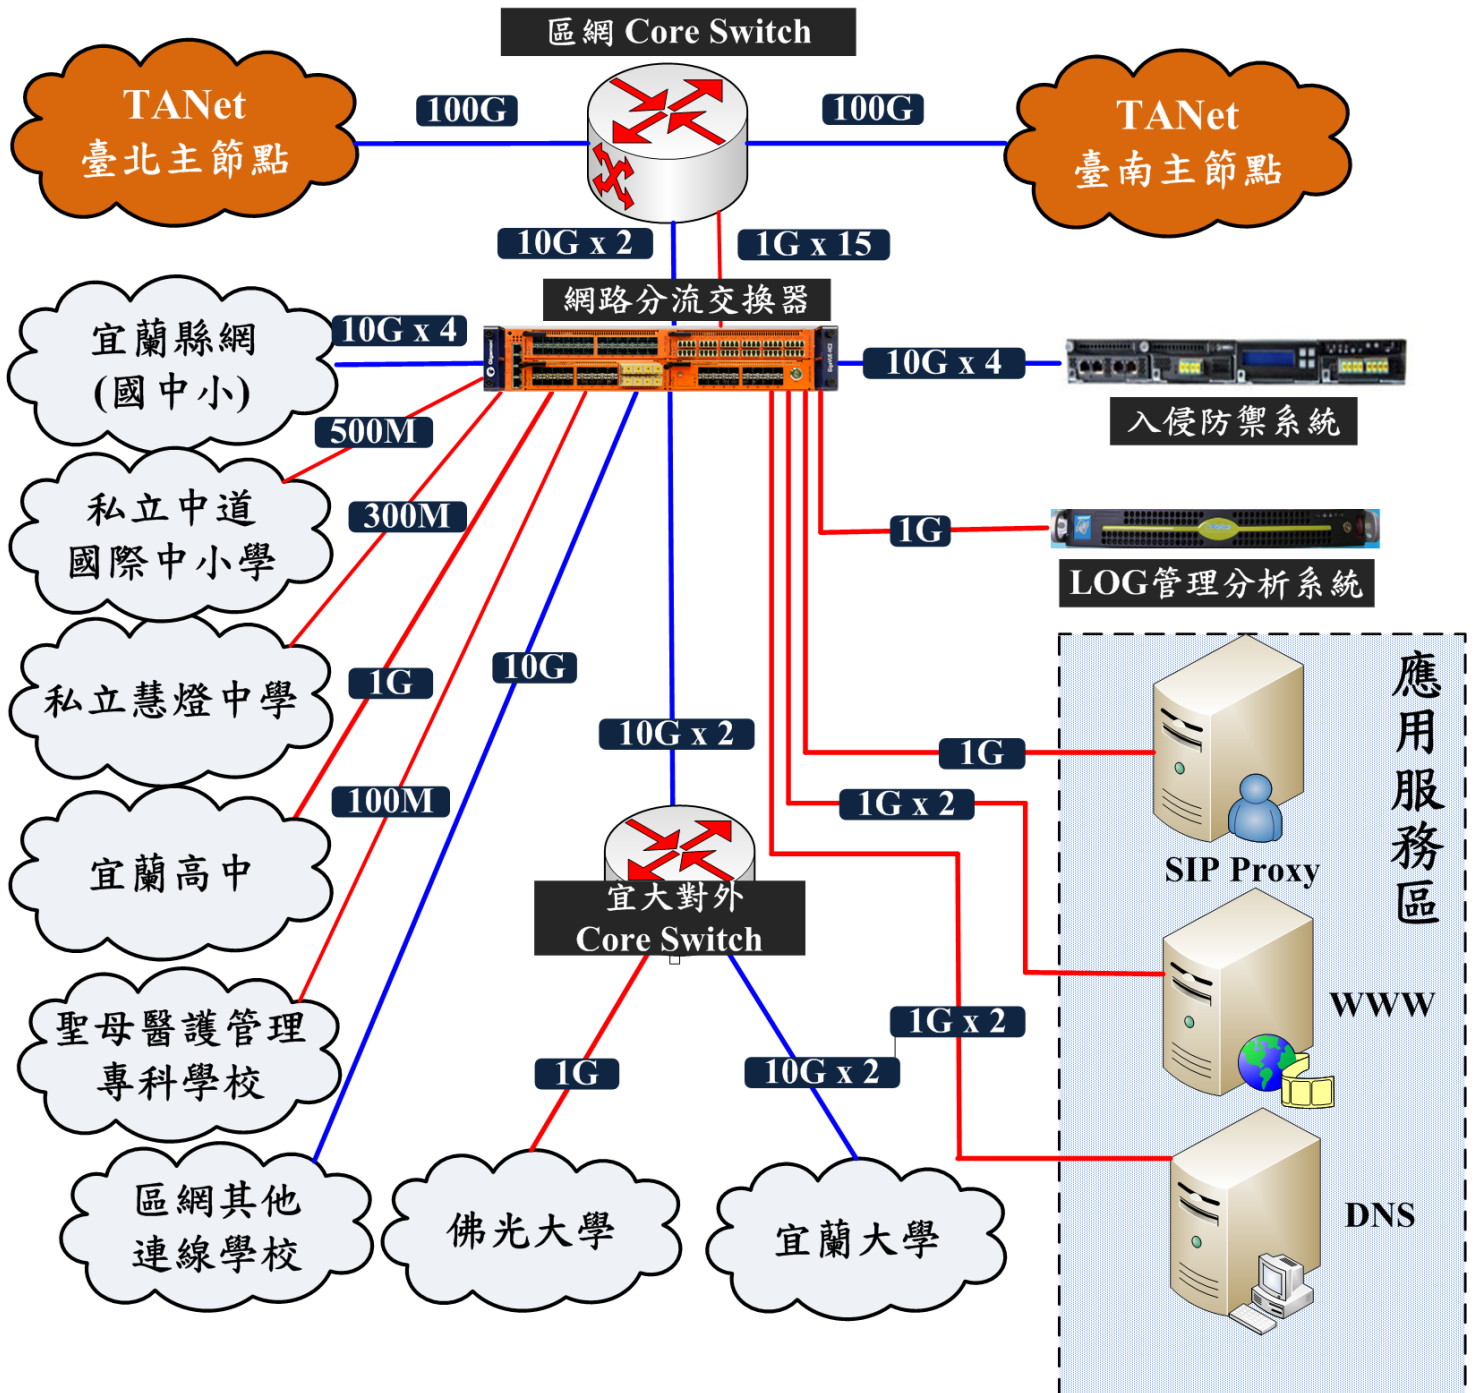 區網 Core Switch
TANet
臺北主節點
100G
100G
TANet
臺南主節點
10G x 2
1G x 15
網路分流交換器
宜蘭縣網
(國中小)
10G x 4
10G x 4
入侵防禦系統
500M
私立中道
國際中小學
300M
1G
LOG管理分析系統
私立慧燈中學
1G
10G
10G x 2
1G
應用服務區
100M
1G x 2
SIP Proxy
宜蘭高中
宜大對外
Core Switch
聖母醫護管理
專科學校
1G x 2
WWW
1G
10G x 2
區網其他
連線學校
佛光大學
宜蘭大學
DNS